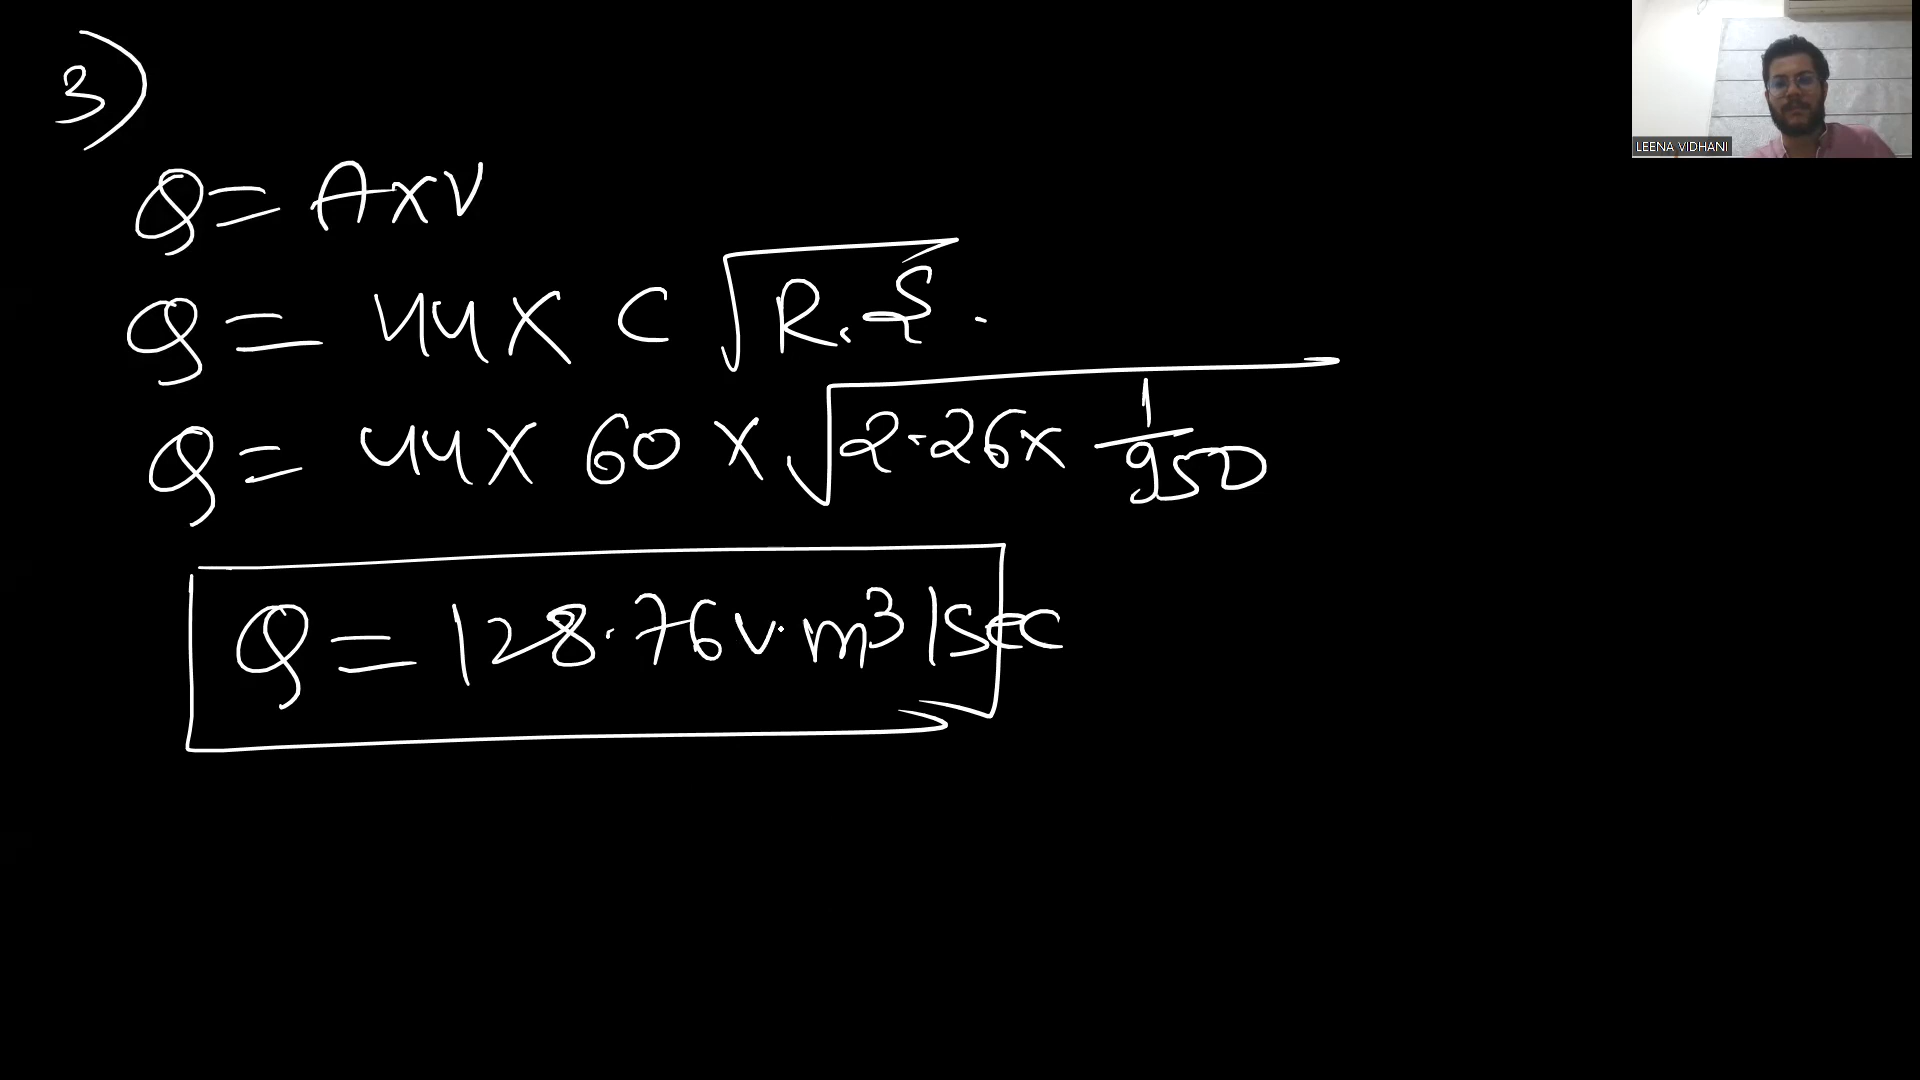 3)
Q = A x V
Q = 44 x C √R.S.
Q = 44 x 60 x √2.26 x 1/950
Q = 128.76 v. m³/sec
LEENA VIDHANI